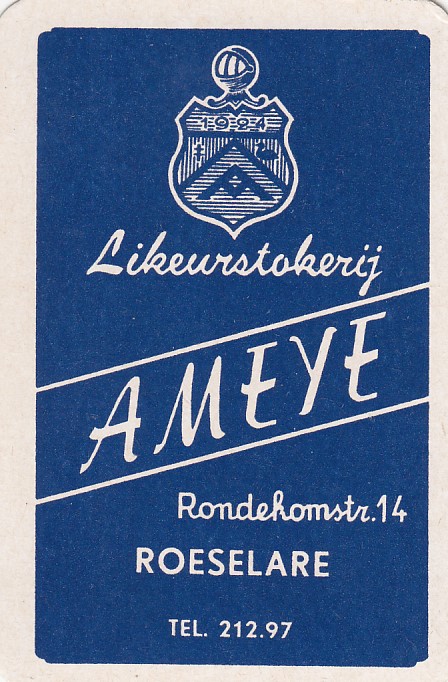 1924
Likeurstokerij
AMEYE
Rondekomstr.14
ROESELARE
TEL. 212.97